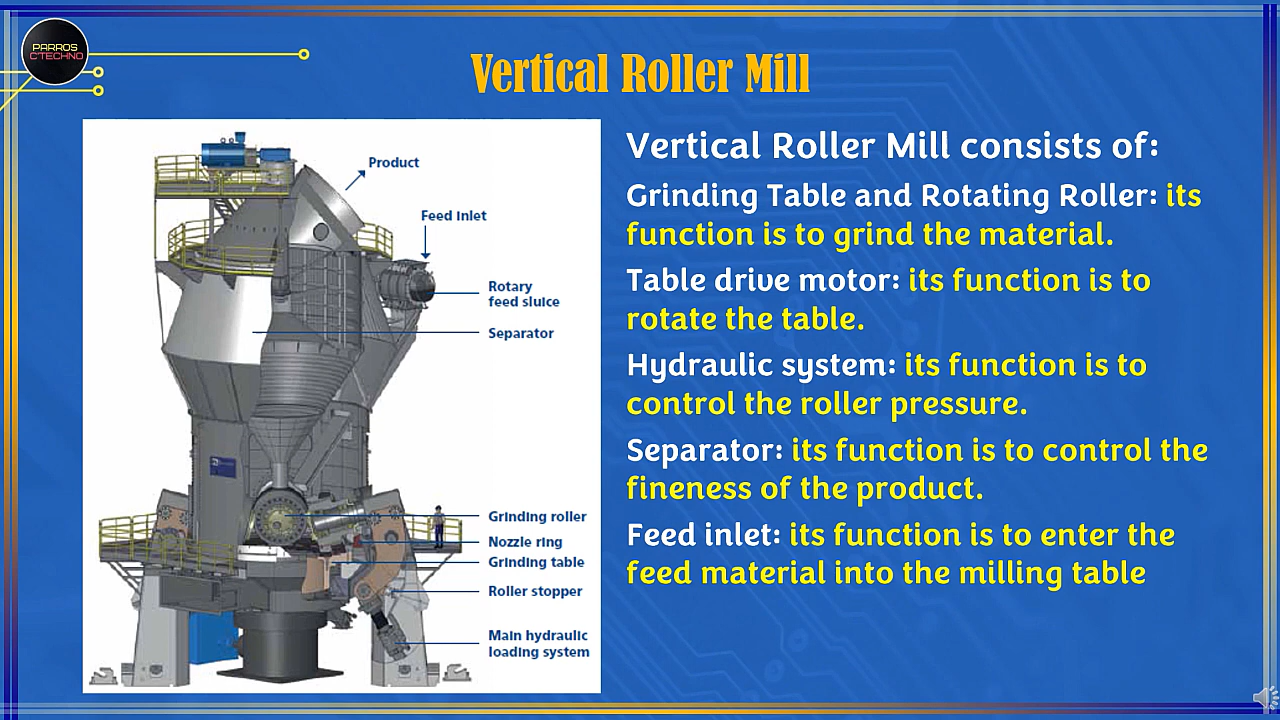 PARROS
C'TECHNO
Vertical Roller Mill
Product
Feed inlet
Rotary
feed sluice
Separator
Grinding roller
Nozzle ring
Grinding table
Roller stopper
Main hydraulic
loading system
Vertical Roller Mill consists of:
Grinding Table and Rotating Roller: its
function is to grind the material.
Table drive motor: its function is to
rotate the table.
Hydraulic system: its function is to
control the roller pressure.
Separator: its function is to control the
fineness of the product.
Feed inlet: its function is to enter the
feed material into the milling table